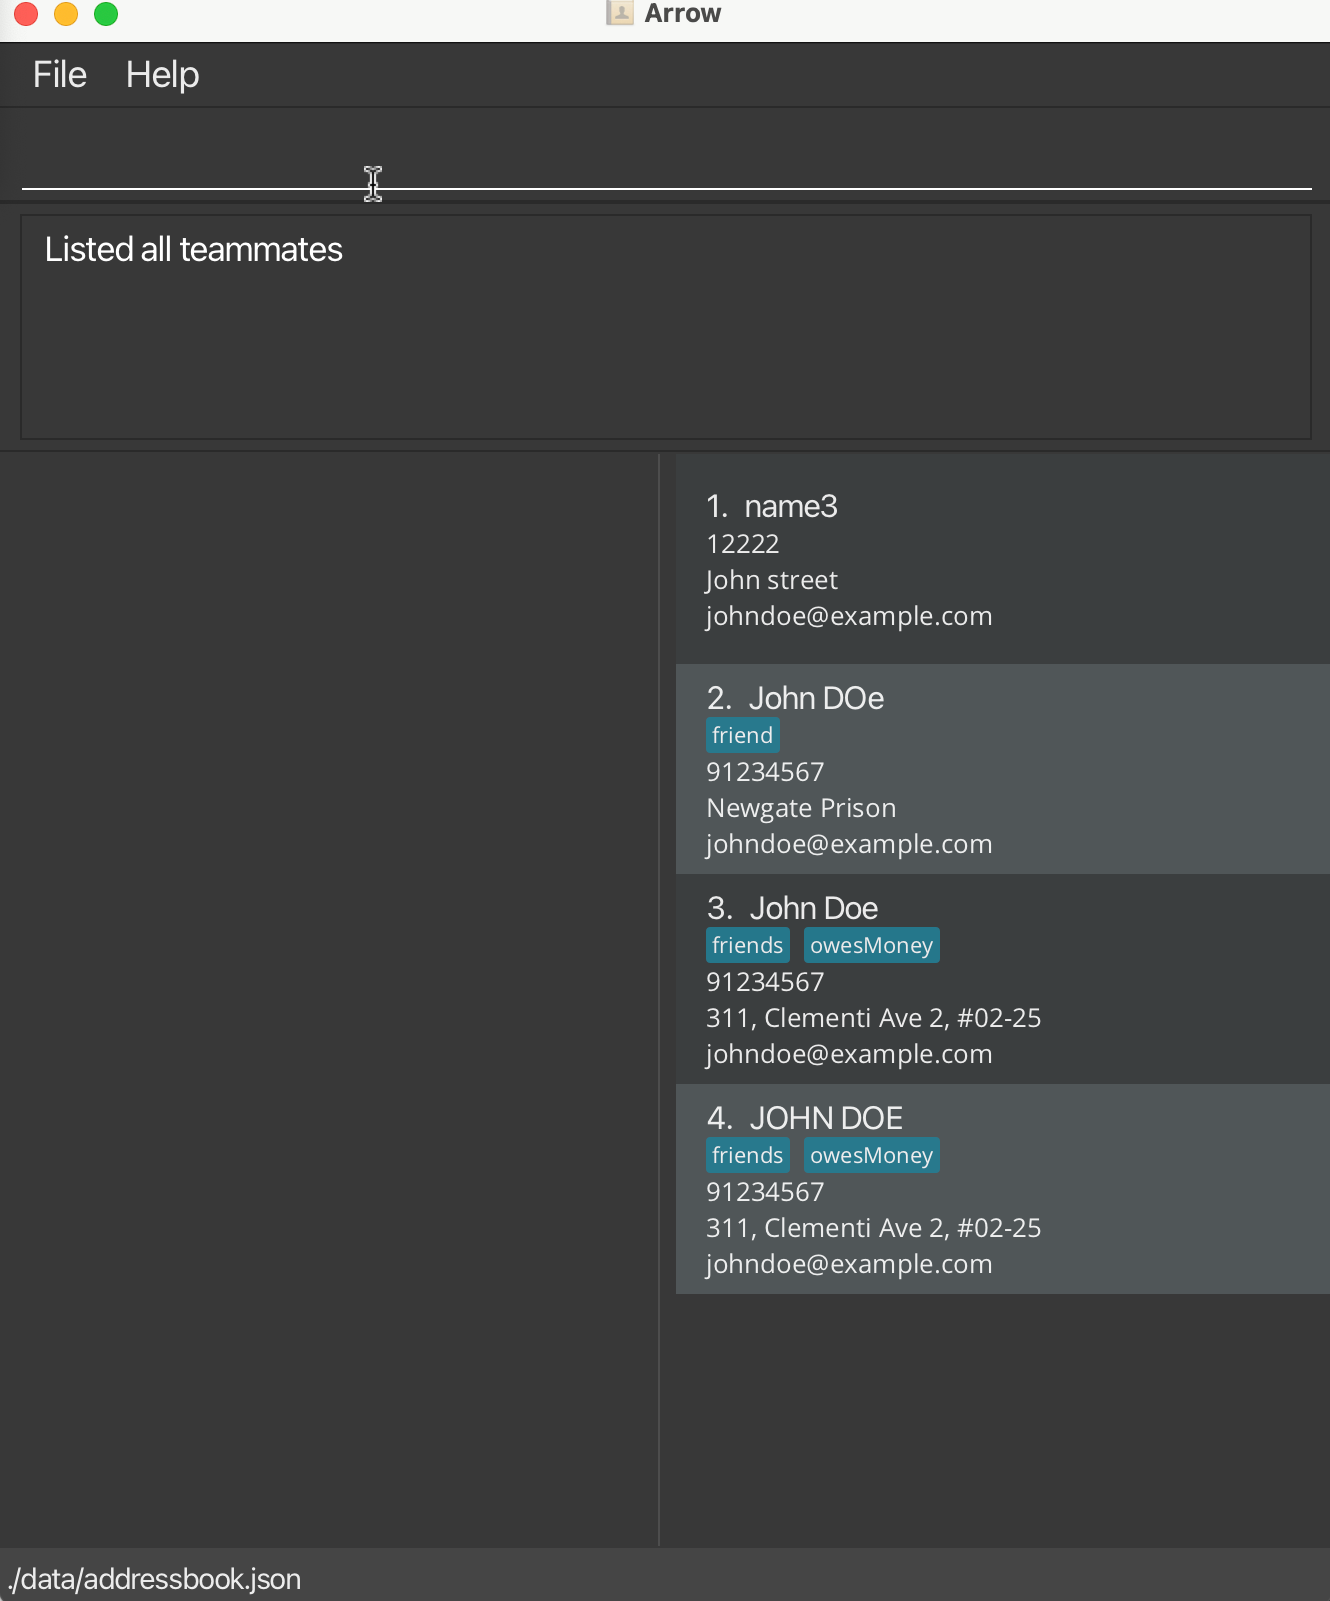 Arrow
File Help
Listed all teammates
1. name3
12222
John street
johndoe@example.com
2. John DOe
friend
91234567
Newgate Prison
johndoe@example.com
3. John Doe
friends owesMoney
91234567
311, Clementi Ave 2, #02-25
johndoe@example.com
4. JOHN DOE
friends owesMoney
91234567
311, Clementi Ave 2, #02-25
johndoe@example.com
./data/addressbook.json